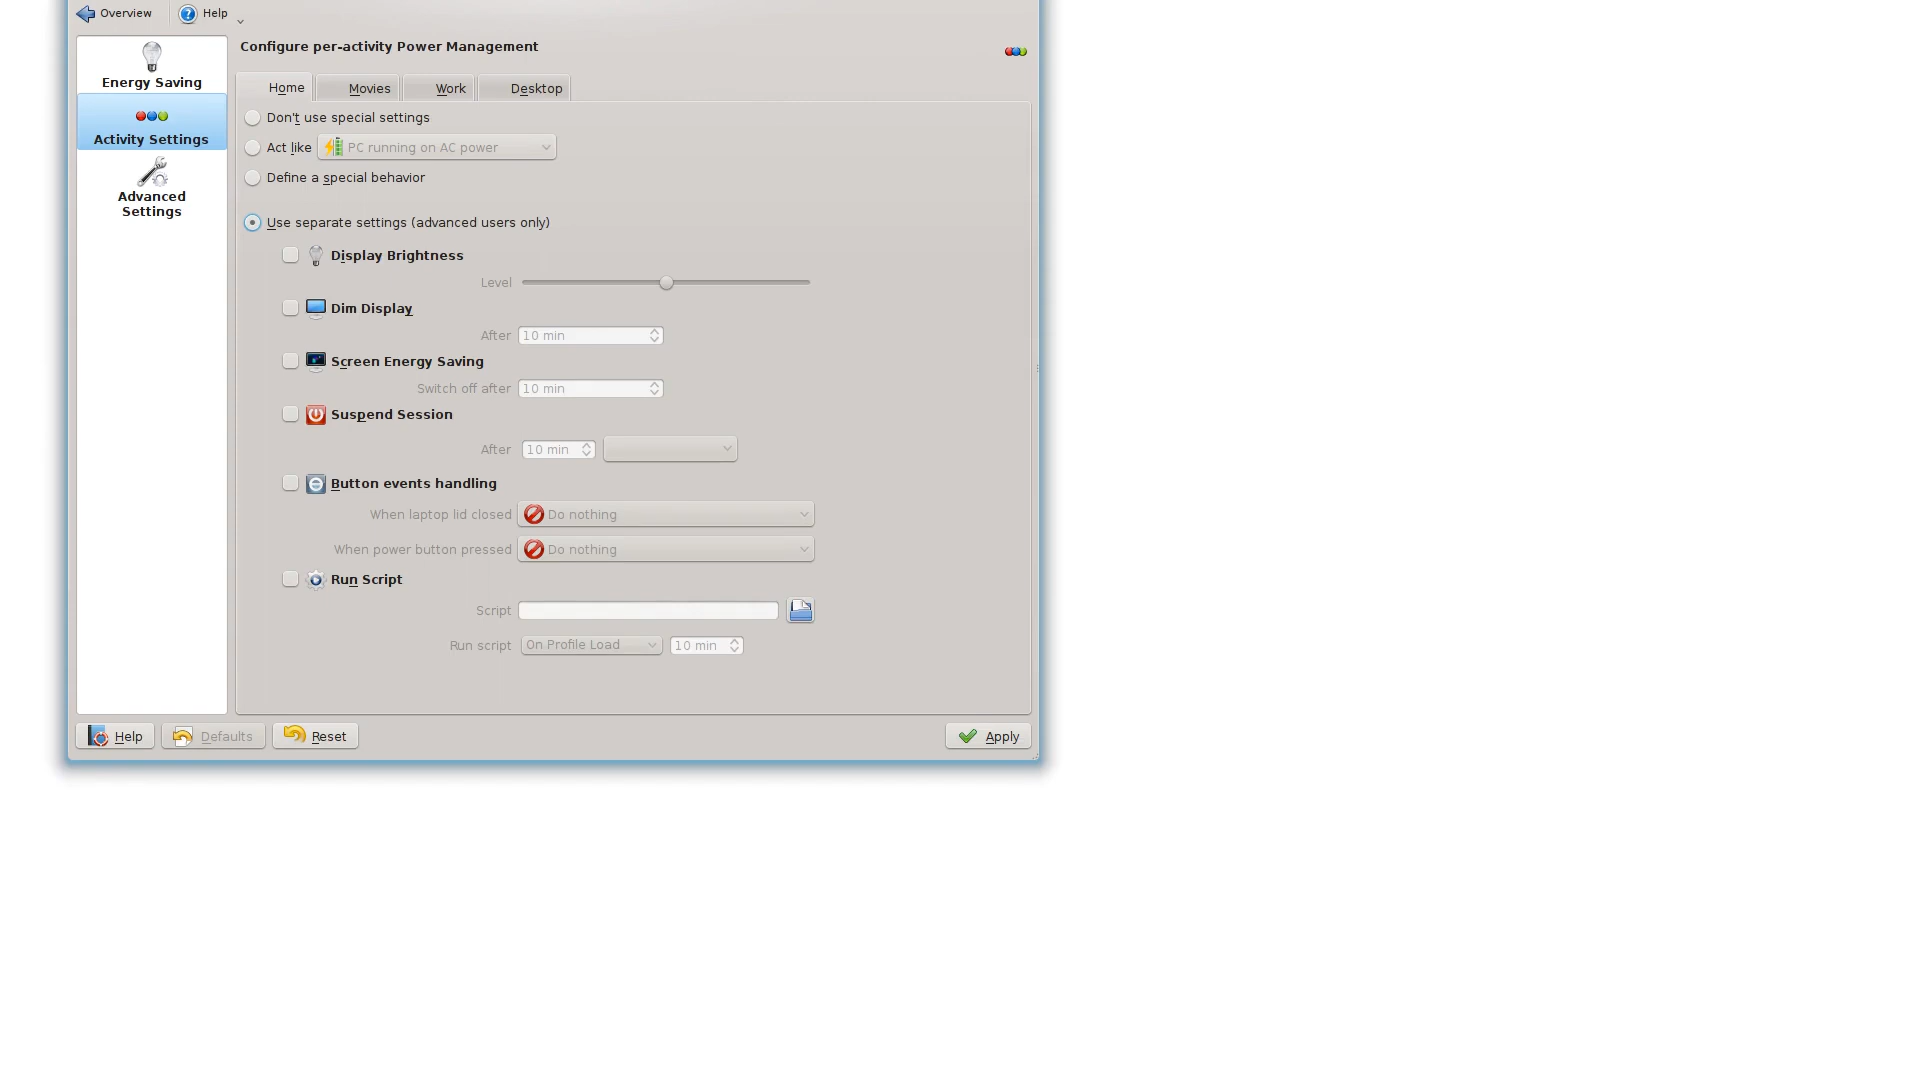 Overview Help
Configure per-activity Power Management
Energy Saving
Activity Settings
Advanced
Settings
Home Movies Work Desktop
Don't use special settings
Act like PC running on AC power
Define a special behavior
Use separate settings (advanced users only)
Display Brightness
Level
Dim Display
After 10 min
Screen Energy Saving
Switch off after 10 min
Suspend Session
After 10 min
Button events handling
When laptop lid closed Do nothing
When power button pressed Do nothing
Run Script
Script
Run script On Profile Load 10 min
Help Defaults Reset Apply